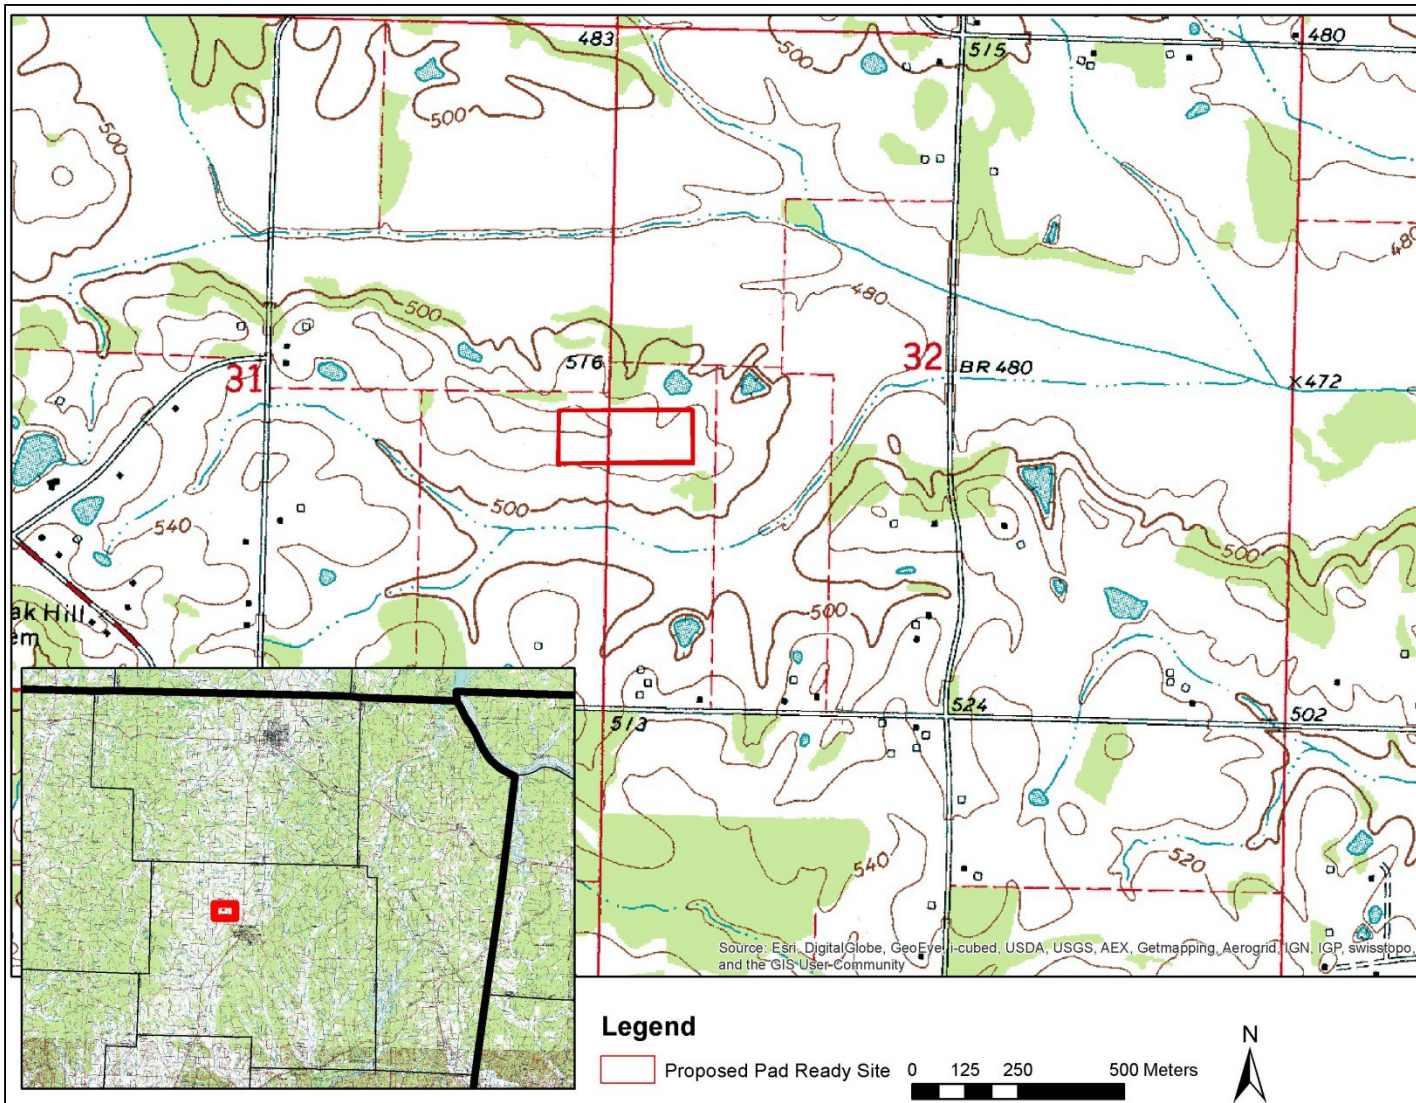 483
515
480
500
500
500
480
480
500
516
31
32
BR 480
X 472
500
540
500
500
ak Hill
em
513
524
502
540
520
Source: Esri, DigitalGlobe, GeoEye, i-cubed, USDA, USGS, AEX, Getmapping, Aerogrid, IGN, IGP, swisstopo,
and the GIS User Community
Legend
Proposed Pad Ready Site
0 125 250 500 Meters
N